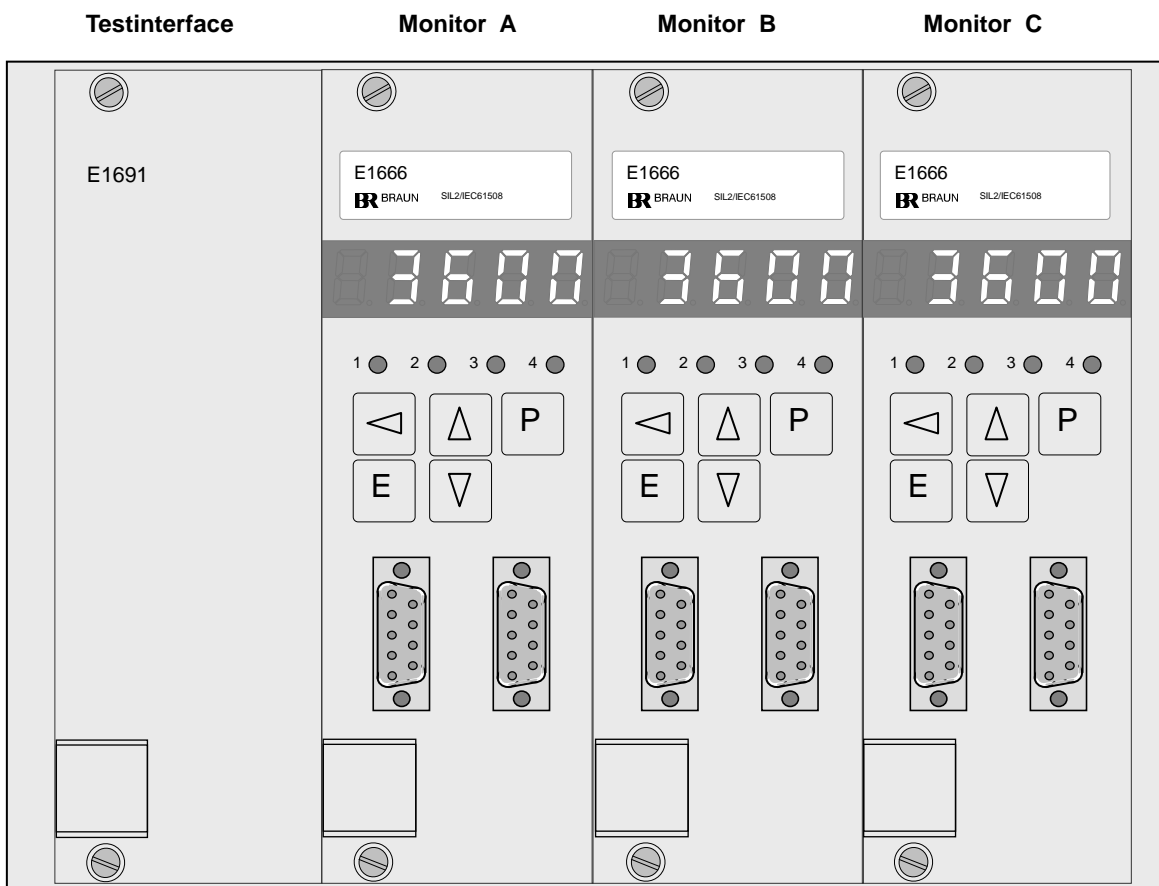 Testinterface Monitor A Monitor B Monitor C
E1691
E1666 E1666 E1666
BR BRAUN SIL2/IEC61508 BR BRAUN SIL2/IEC61508 BR BRAUN SIL2/IEC61508
3600 3600 3600
1 2 3 4 1 2 3 4 1 2 3 4
P P P
E E E